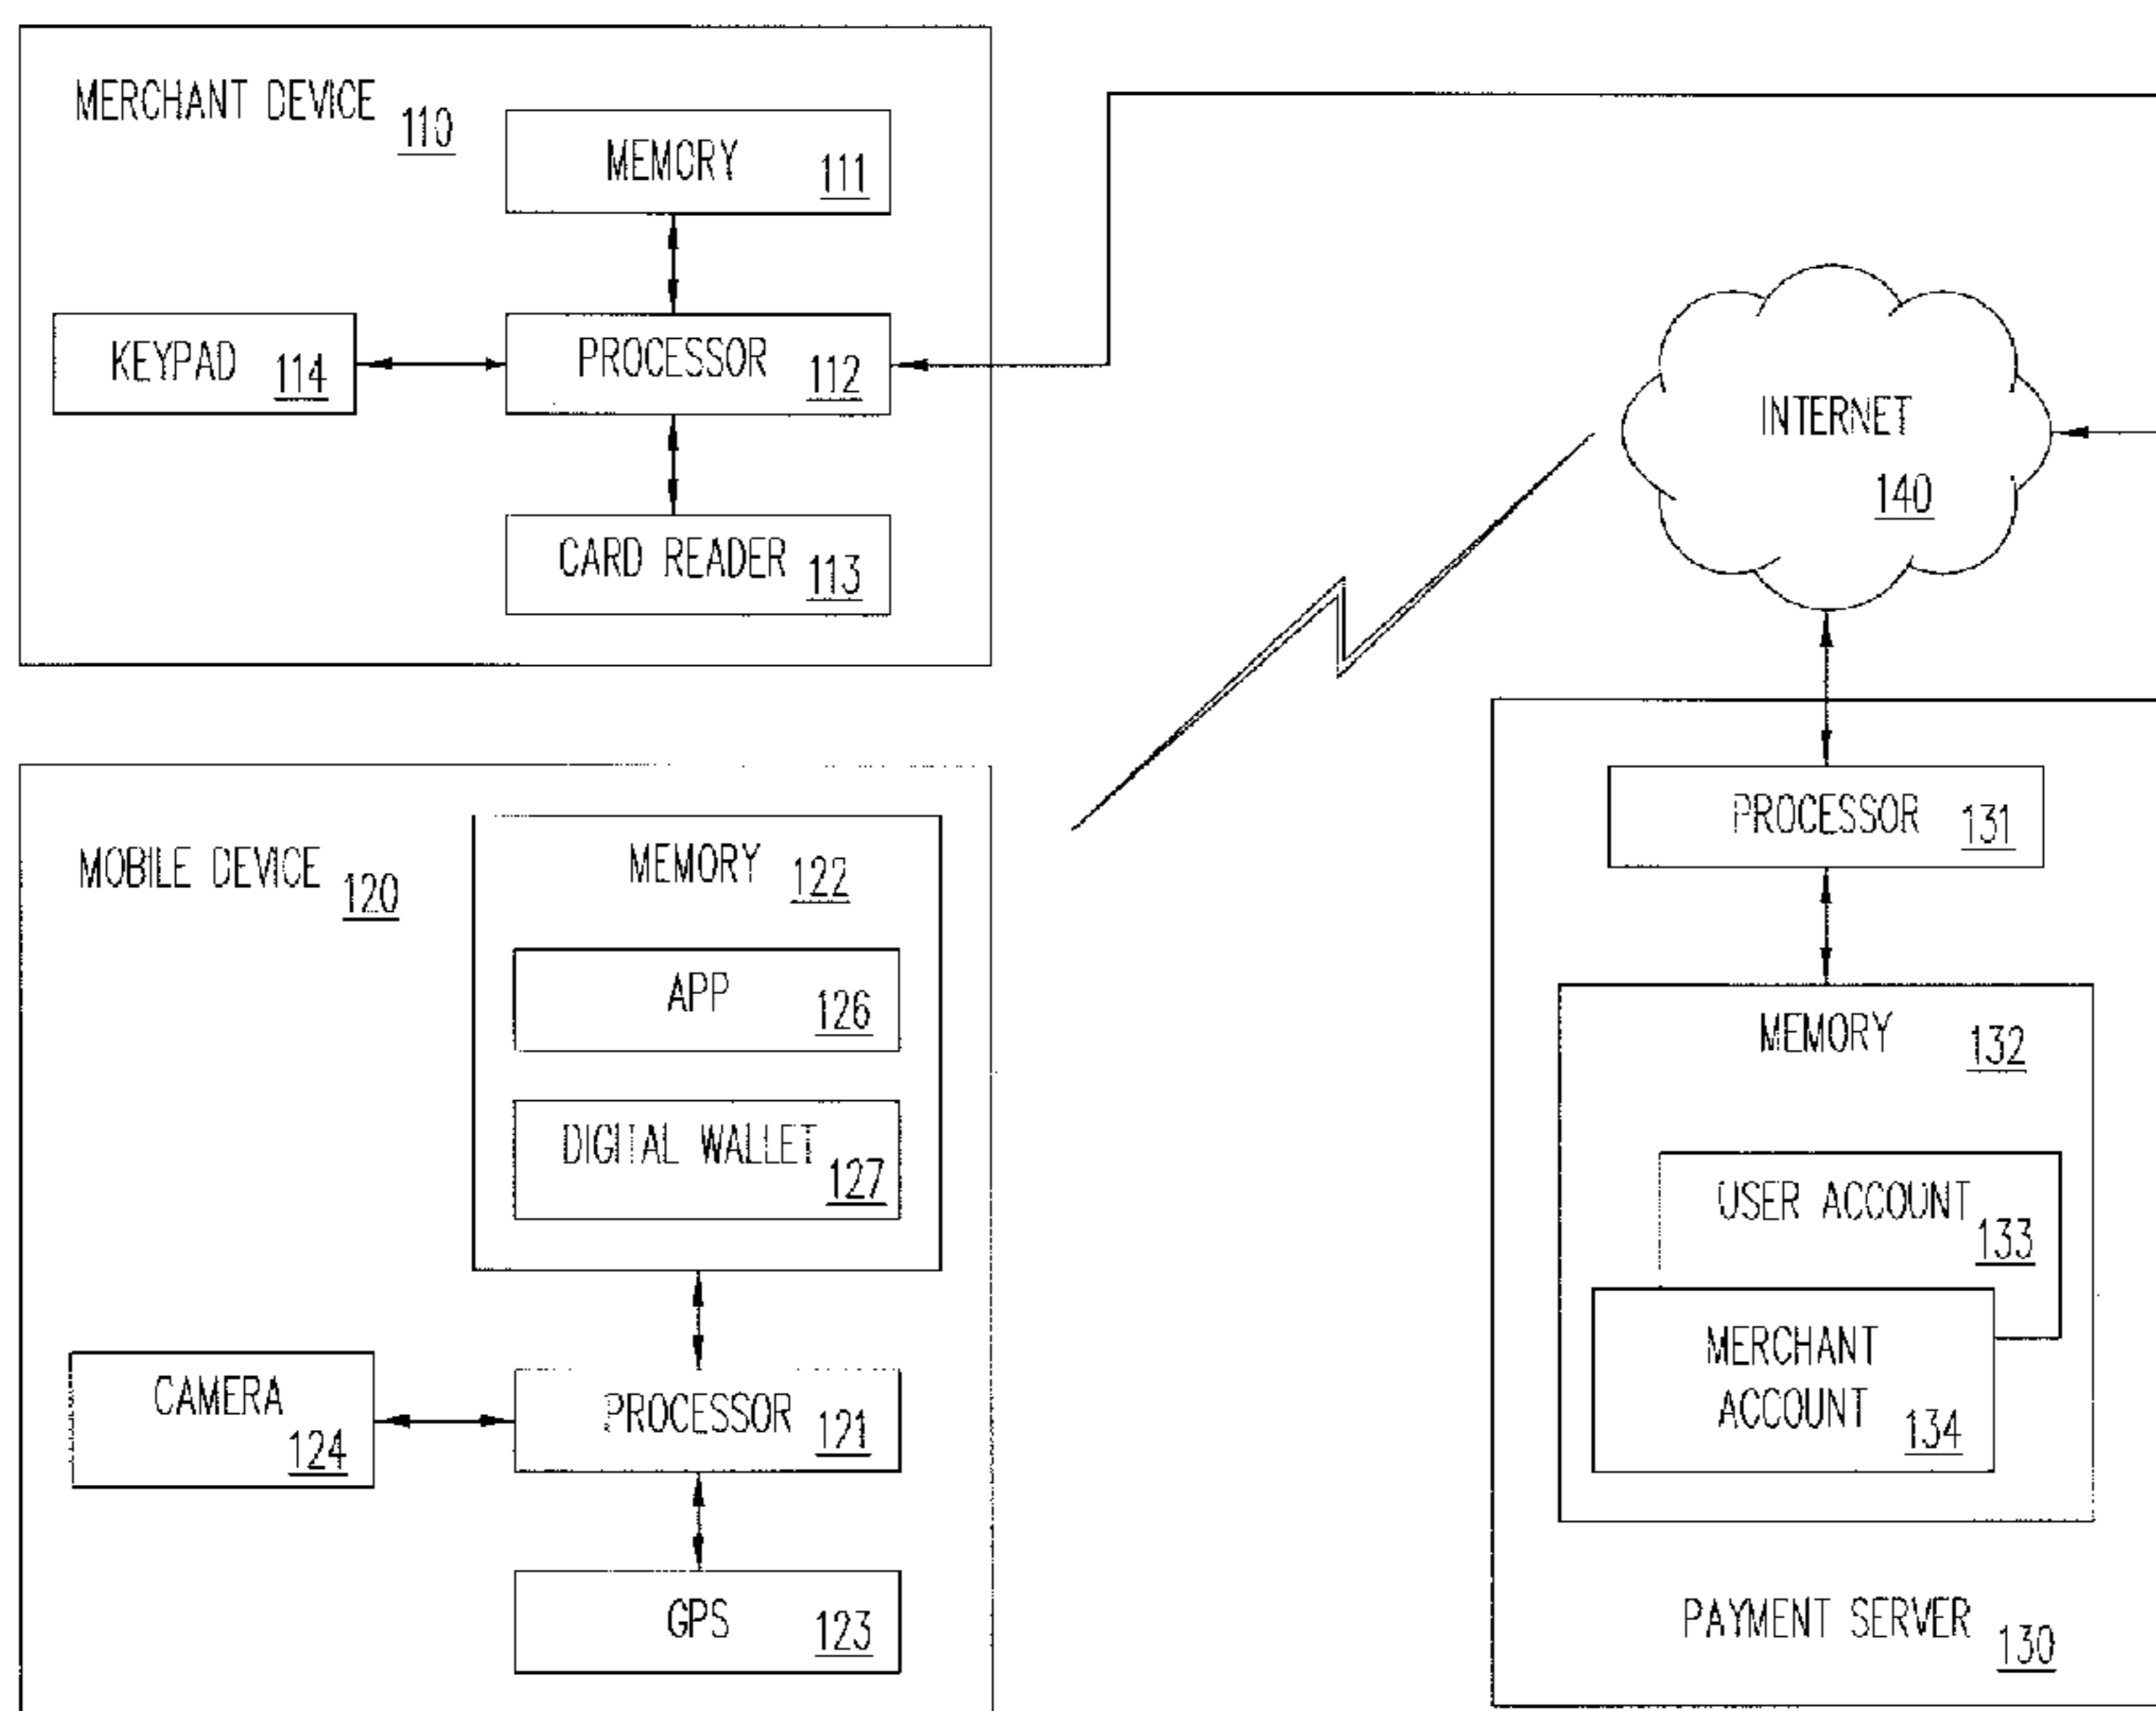 MERCHANT DEVICE 110
MEMORY 111
KEYPAD 114
PROCESSOR 112
CARD READER 113
INTERNET
140
MOBILE DEVICE 120
MEMORY 122
APP 126
DIGITAL WALLET 127
CAMERA
124
PROCESSOR 121
GPS 123
PROCESSOR 131
MEMORY 132
USER ACCOUNT 133
MERCHANT
ACCOUNT 134
PAYMENT SERVER 130